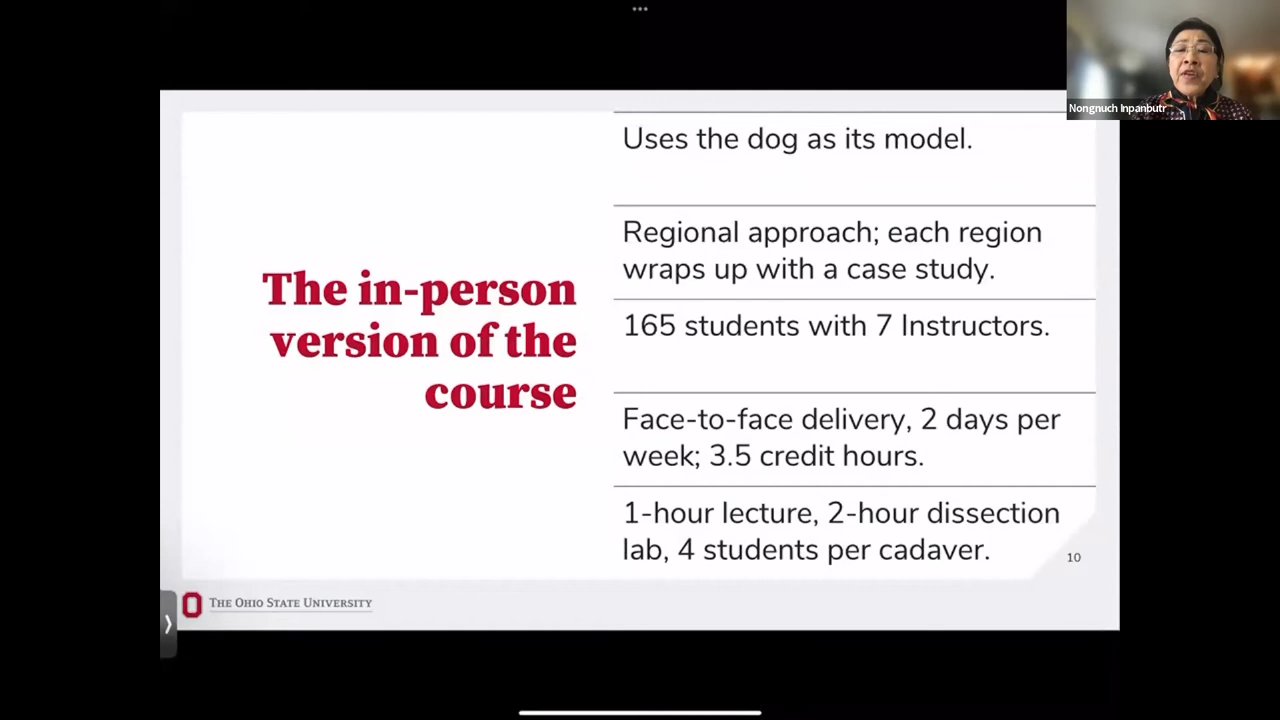 Nongnuch Inpanbutr
The in-person
version of the
course
Uses the dog as its model.
Regional approach; each region
wraps up with a case study.
165 students with 7 Instructors.
Face-to-face delivery, 2 days per
week; 3.5 credit hours.
1-hour lecture, 2-hour dissection
lab, 4 students per cadaver.
10
THE OHIO STATE UNIVERSITY